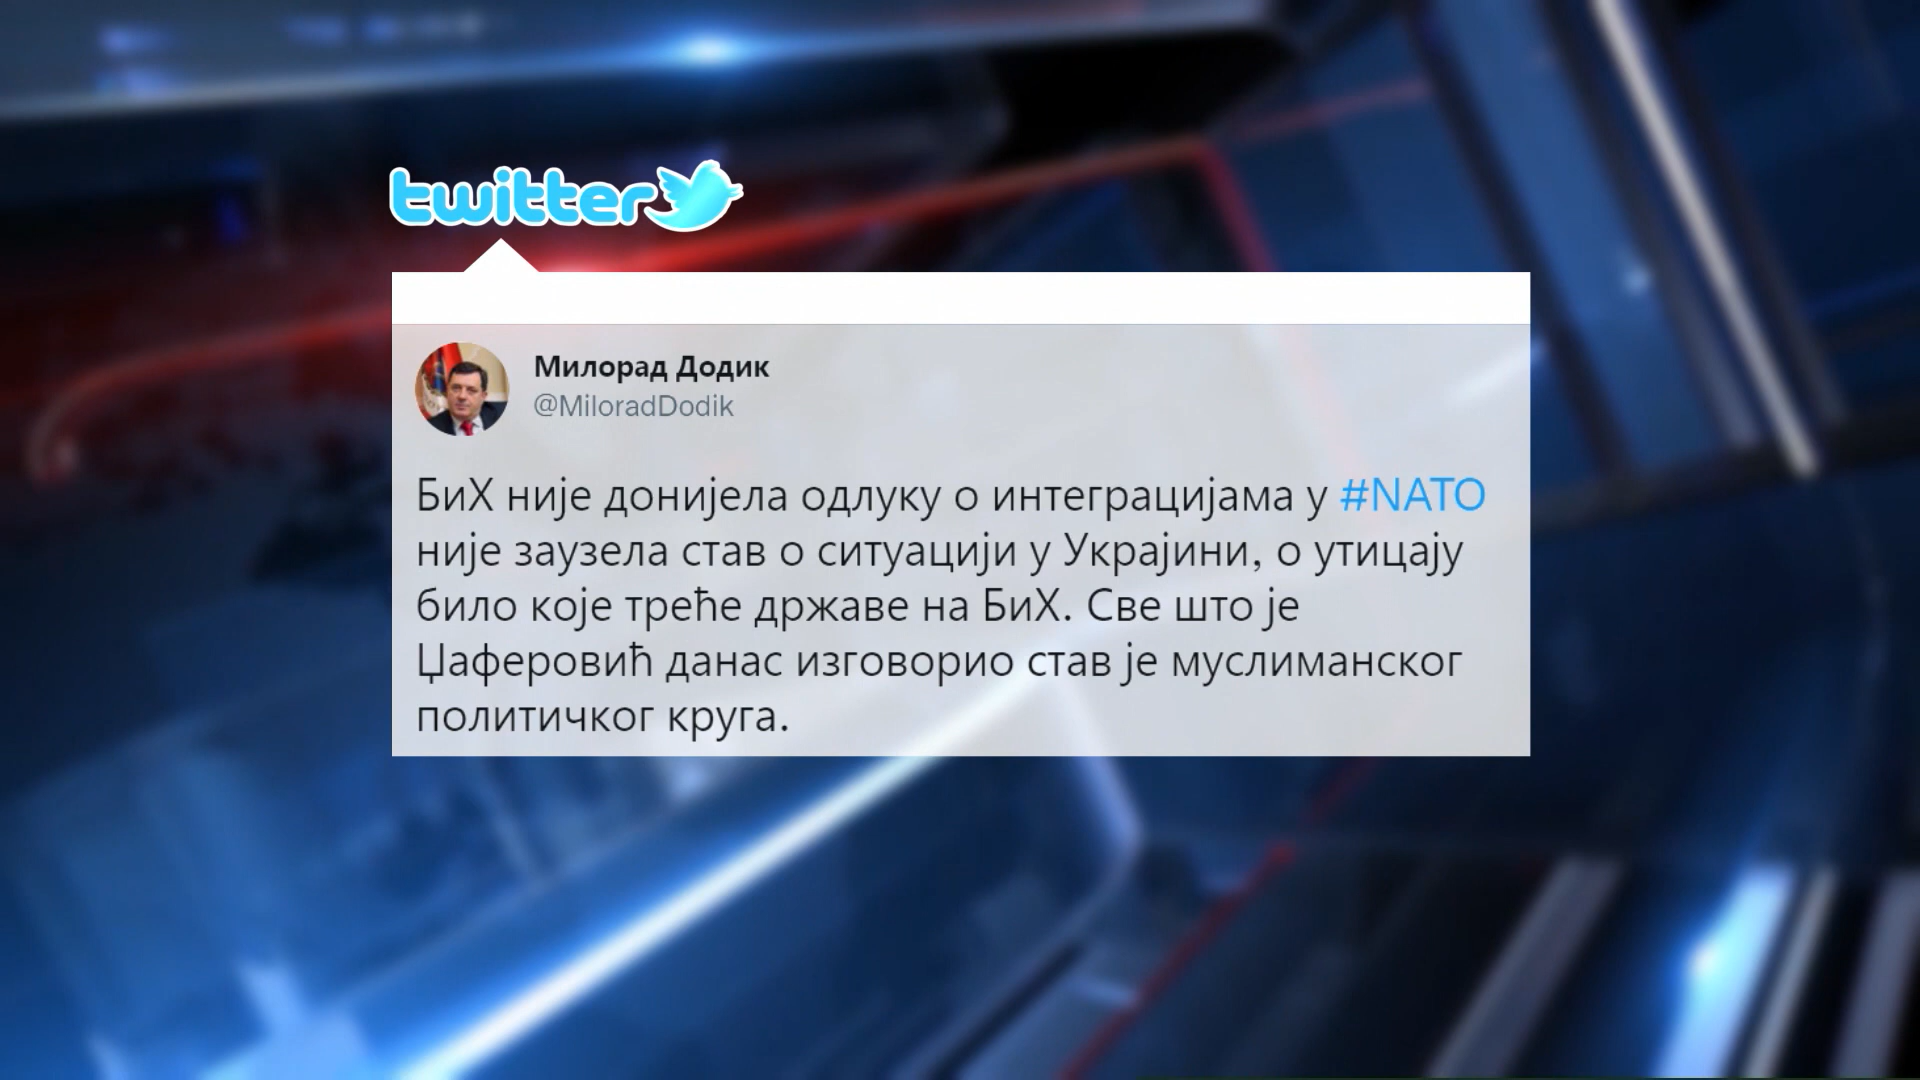 twitter
Милорад Додик
@MiloradDodik
БиХ није донијела одлуку о интеграцијама у #NATO
није заузела став о ситуацији у Украјини, о утицају
било које треће државе на БиХ. Све што је
Џаферовић данас изговорио став је муслиманског
политичког круга.